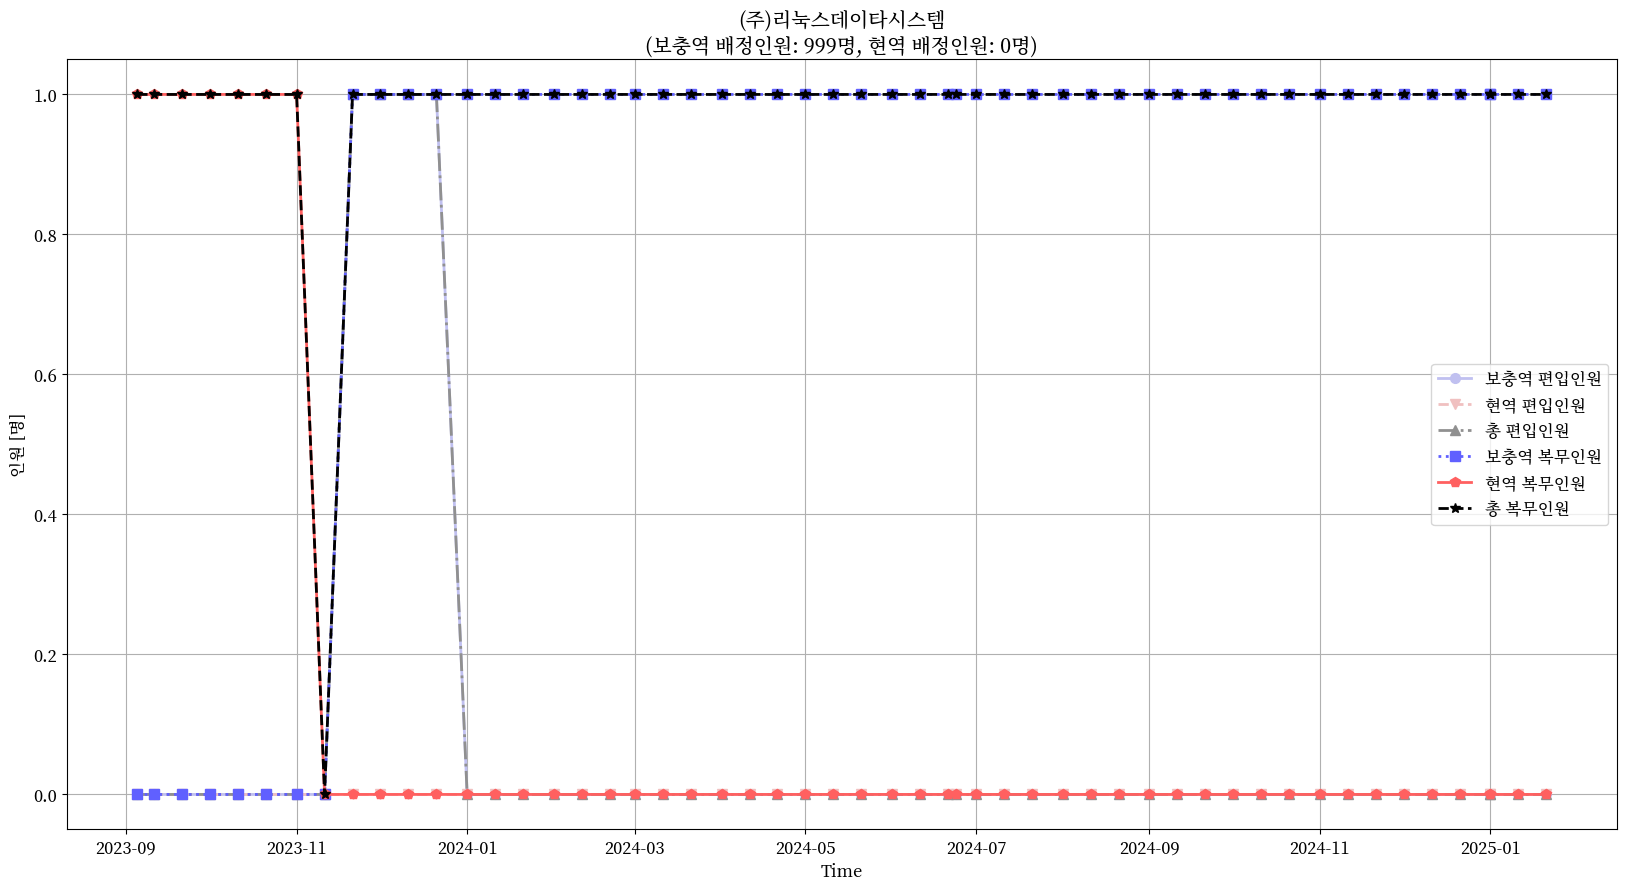 (주)리눅스데이타시스템
(보충역 배정인원: 999명, 현역 배정인원: 0명)
1.0
0.8
0.6
0.4
0.2
0.0
인원 [명]
보충역 편입인원
현역 편입인원
총 편입인원
보충역 복무인원
현역 복무인원
총 복무인원
2023-09
2023-11
2024-01
2024-03
2024-05
2024-07
2024-09
2024-11
2025-01
Time